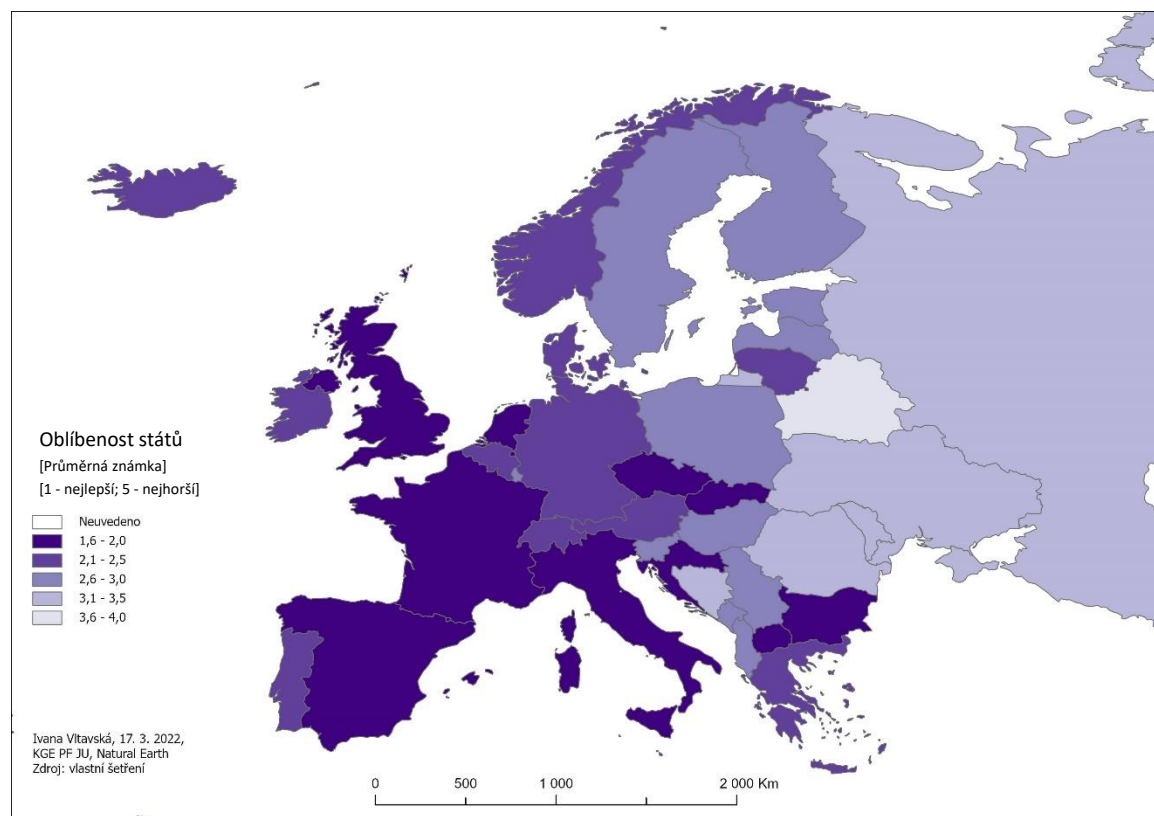 Oblíbenost států
[Průměrná známka]
[1 - nejlepší; 5 - nejhorší]
Neuvedeno
1,6 - 2,0
2,1 - 2,5
2,6 - 3,0
3,1 - 3,5
3,6 - 4,0
Ivana Vltavská, 17. 3. 2022,
KGE PF JU, Natural Earth
Zdroj: vlastní šetření
0 500 1 000 2 000 Km